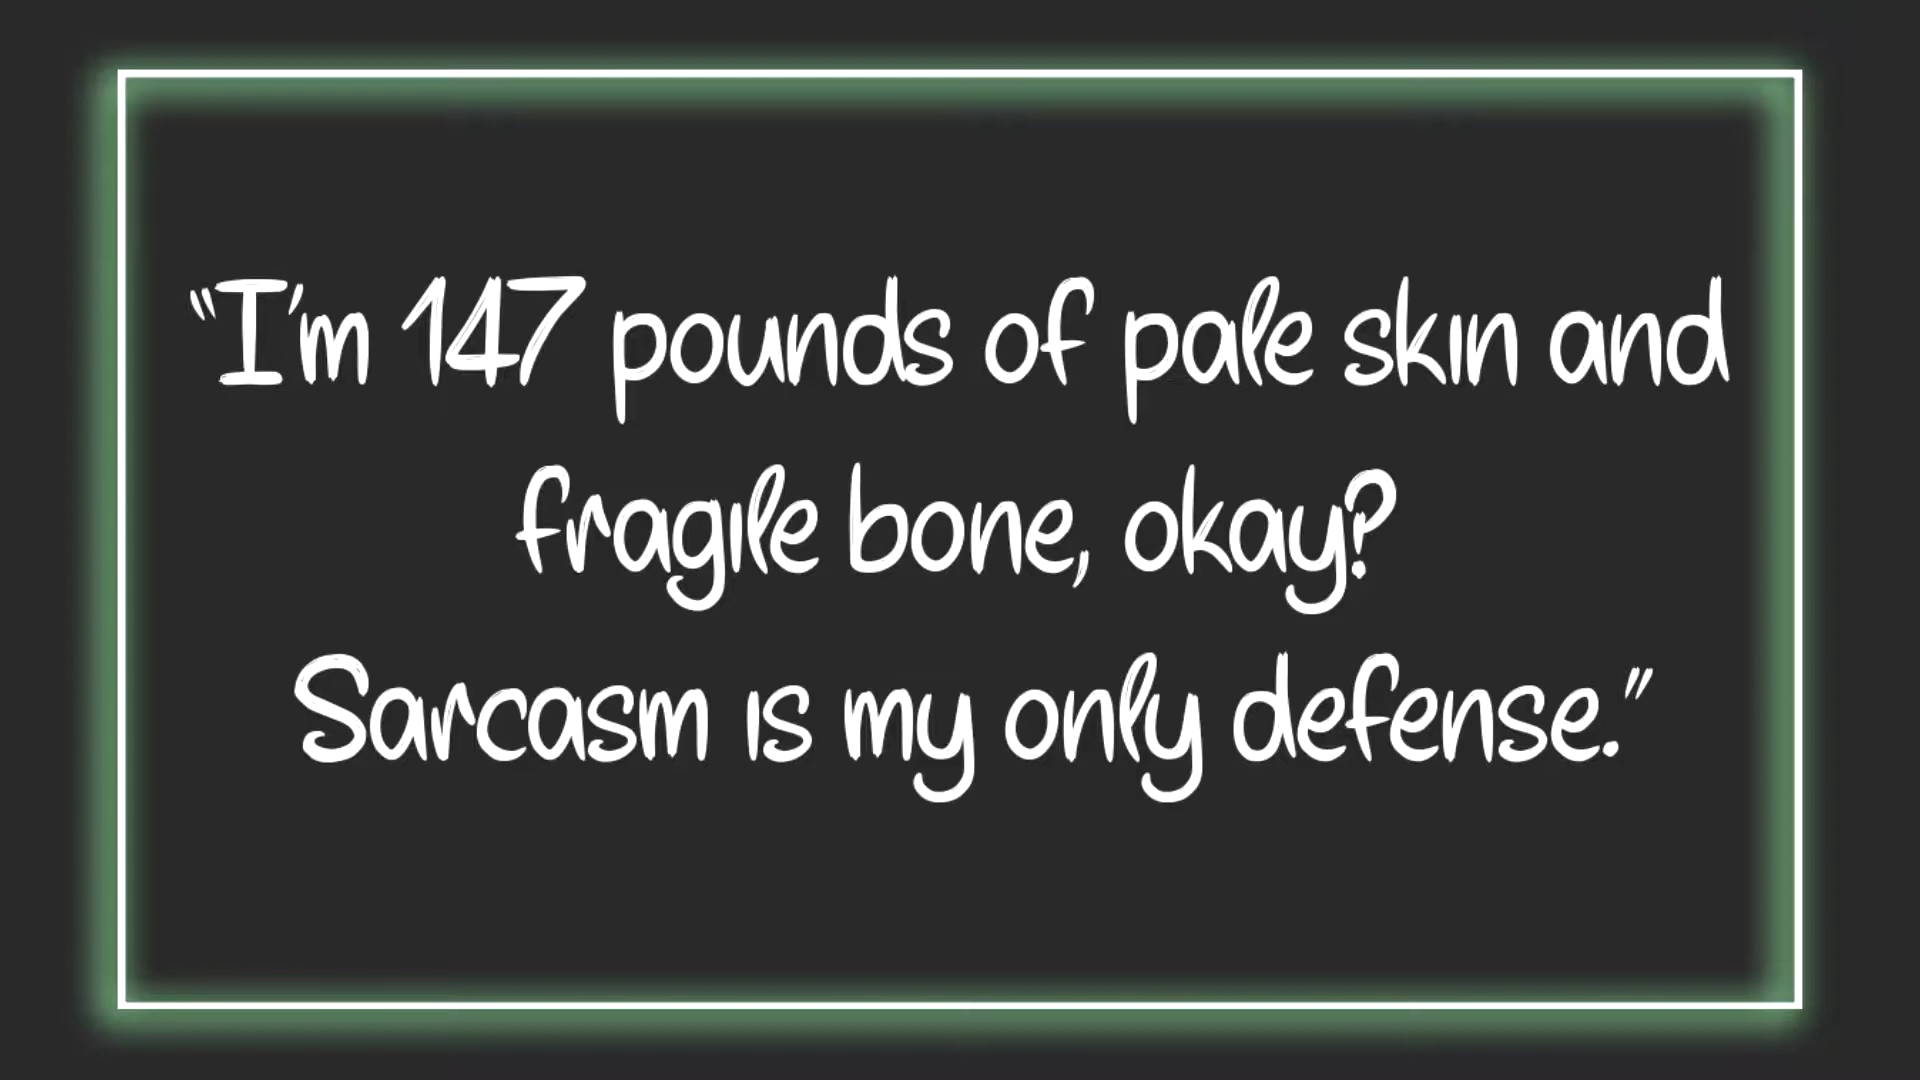 “I’m 147 pounds of pale skin and
fragile bone, okay?
Sarcasm is my only defense.”